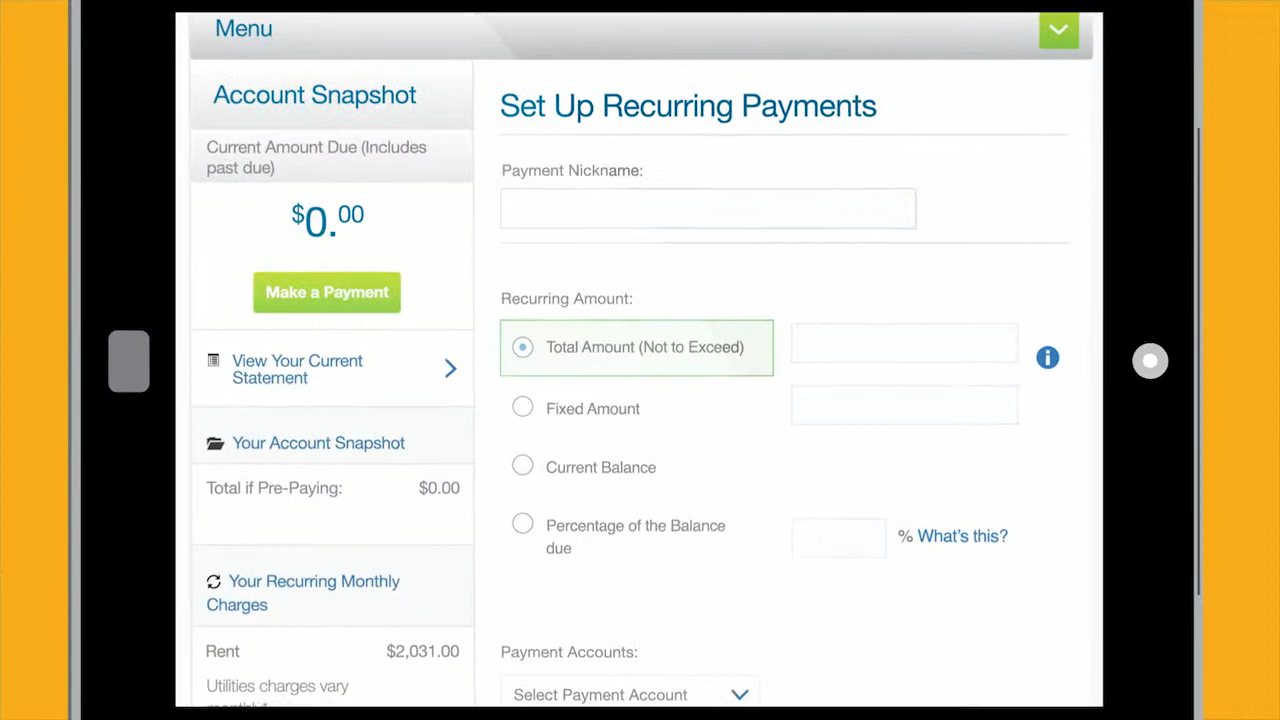 Menu
Account Snapshot
Current Amount Due (Includes
past due)
$0.00
Make a Payment
View Your Current
Statement
Your Account Snapshot
Total if Pre-Paying: $0.00
Your Recurring Monthly
Charges
Rent $2,031.00
Utilities charges vary
monthly*
Set Up Recurring Payments
Payment Nickname:
Recurring Amount:
Total Amount (Not to Exceed)
Fixed Amount
Current Balance
Percentage of the Balance
due
% What's this?
Payment Accounts:
Select Payment Account